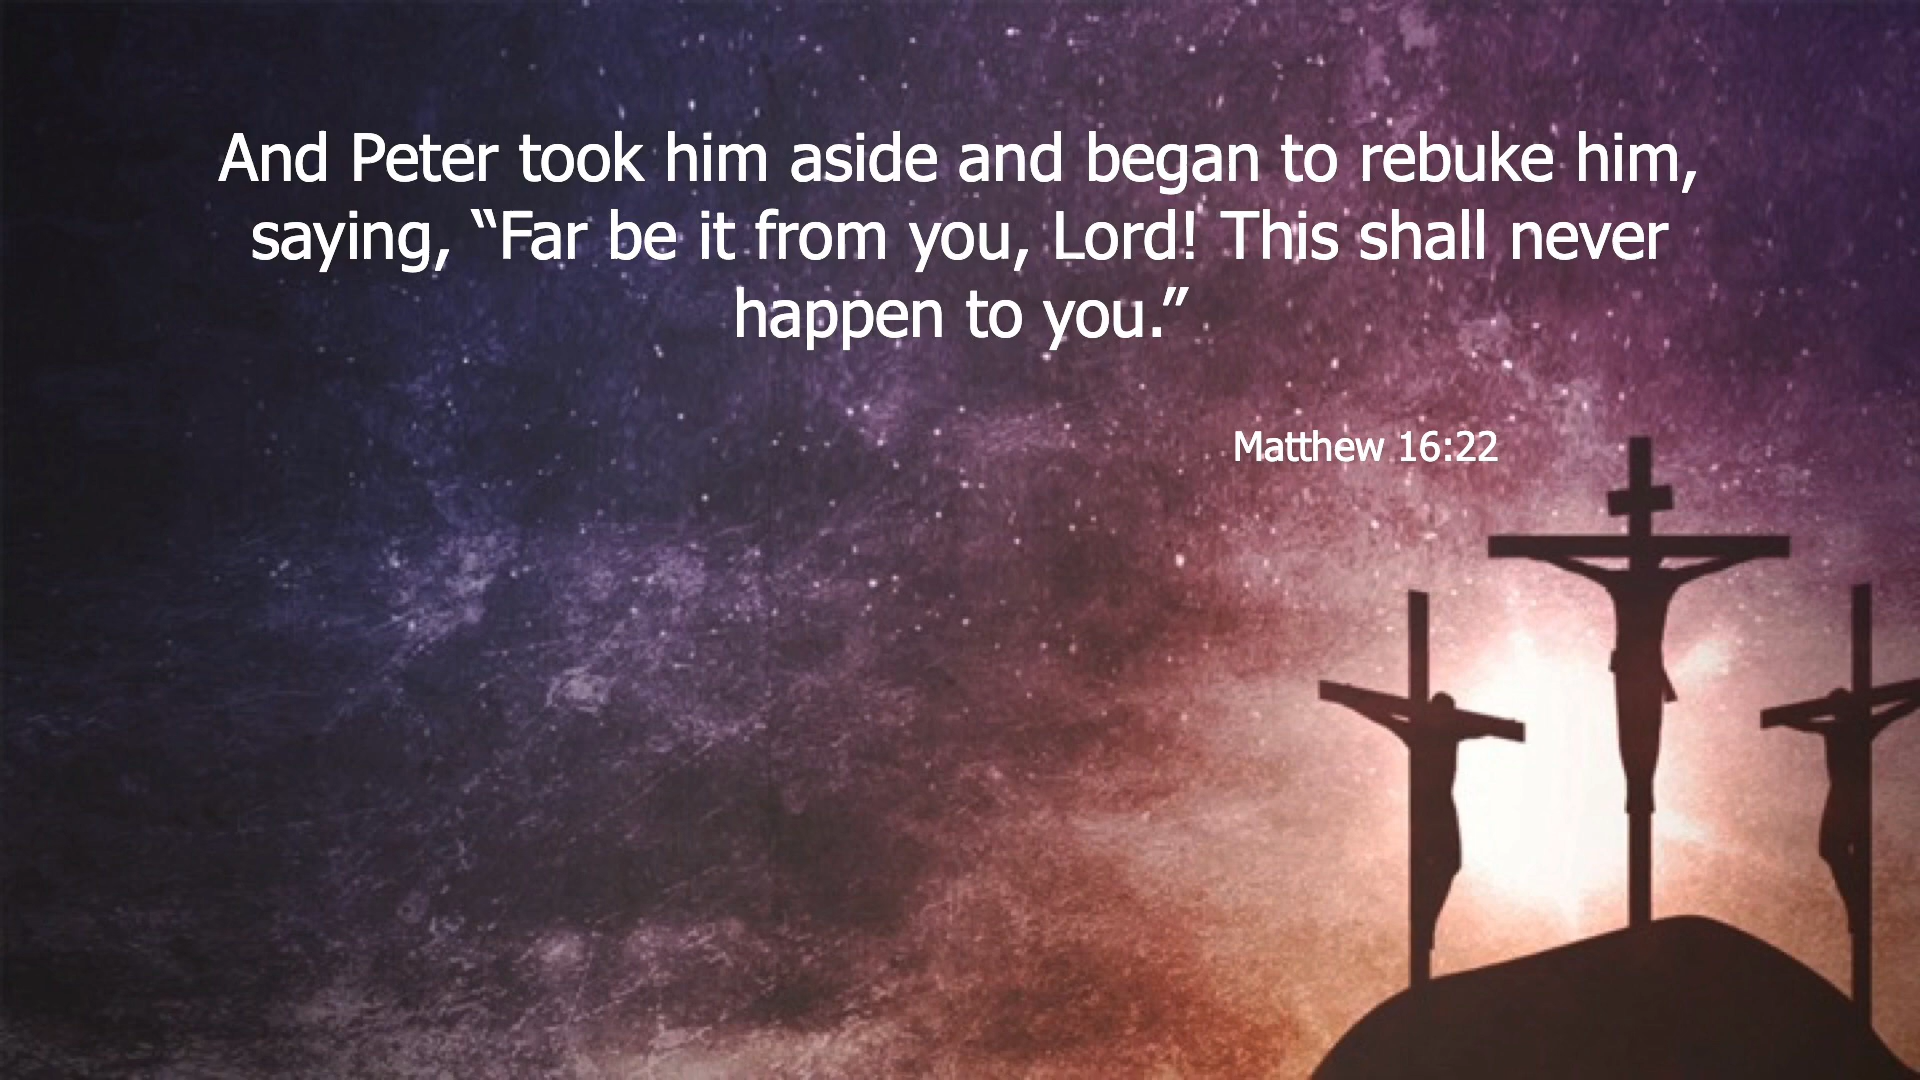 And Peter took him aside and began to rebuke him,
saying, “Far be it from you, Lord! This shall never
happen to you.”
Matthew 16:22